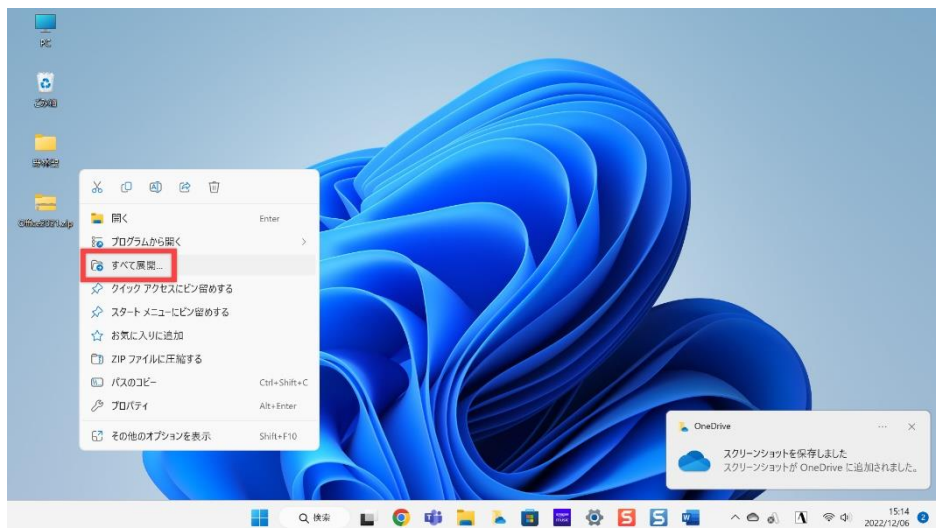 PC
ごみ箱
Office2021.zip
開く Enter
プログラムから開く
すべて展開...
クイック アクセスにピン留めする
スタート メニューにピン留めする
お気に入りに追加
ZIP ファイルに圧縮する
パスのコピー Ctrl+Shift+C
プロパティ Alt+Enter
その他のオプションを表示 Shift+F10
OneDrive
スクリーンショットを保存しました
スクリーンショットが OneDrive に追加されました。
検索
A
15:14
2022/12/06
2